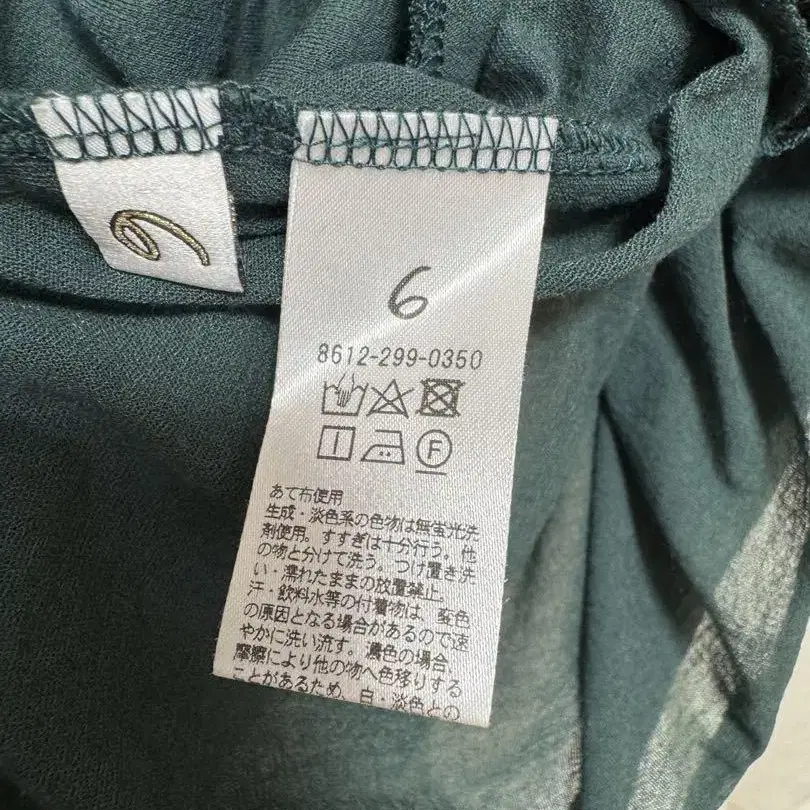 6
6
8612-299-0350
F
あて布使用
生成・淡色系の色物は無蛍光洗
剤使用。すすぎは十分行う。他
の物と分けて洗う。つけ置き洗
い・濡れたままの放置禁止。
汗・飲料水等の付着物は、変色
の原因となる場合があるので速
やかに洗い流す。濃色の場合、
摩擦により他の物へ色移りする
ことがあるため、白・淡色との